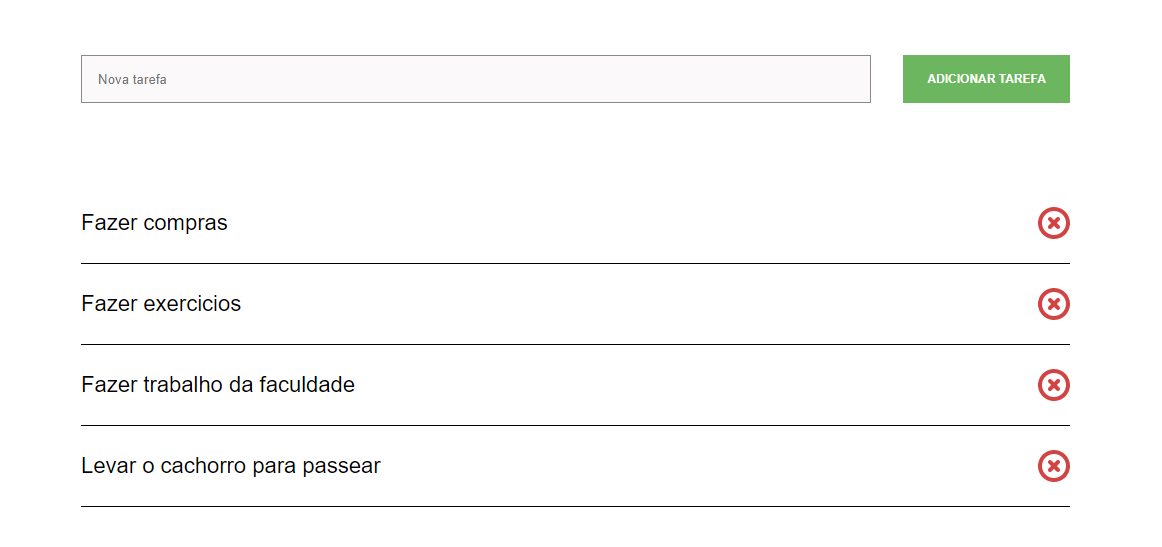 Nova tarefa
ADICIONAR TAREFA
Fazer compras
Fazer exercicios
Fazer trabalho da faculdade
Levar o cachorro para passear